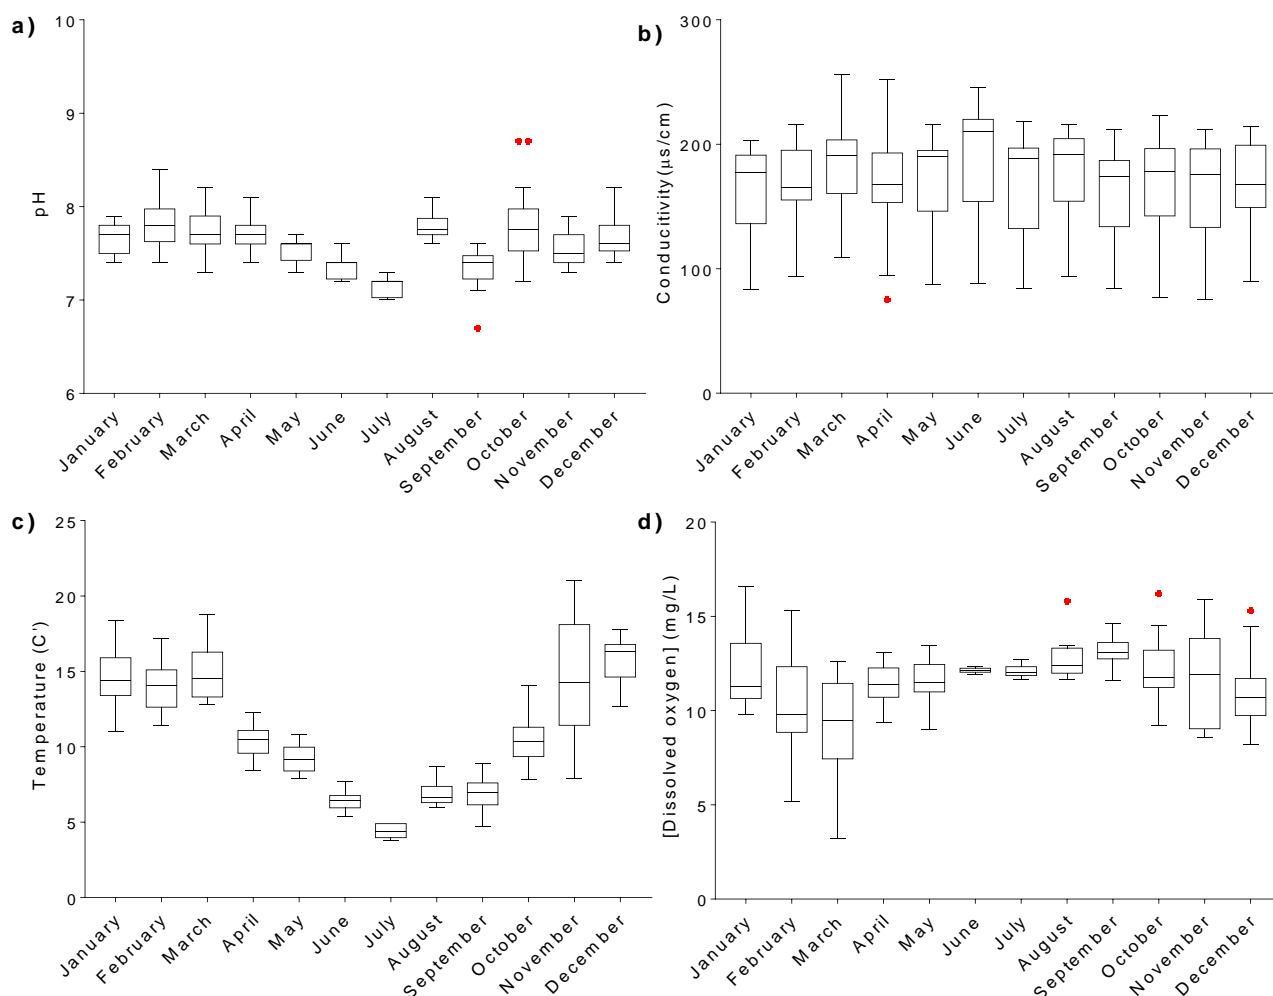 a)
10
9
8
7
6
pH
January
February
March
April
May
June
July
August
September
October
November
December
b)
300
200
100
0
Conducitivity(µs/cm)
January
February
March
April
May
June
July
August
September
October
November
December
c)
25
20
15
10
5
0
Temperature (C')
January
February
March
April
May
June
July
August
September
October
November
December
d)
20
15
10
5
0
[Dissolved oxygen] (mg/L)
January
February
March
April
May
June
July
August
September
October
November
December